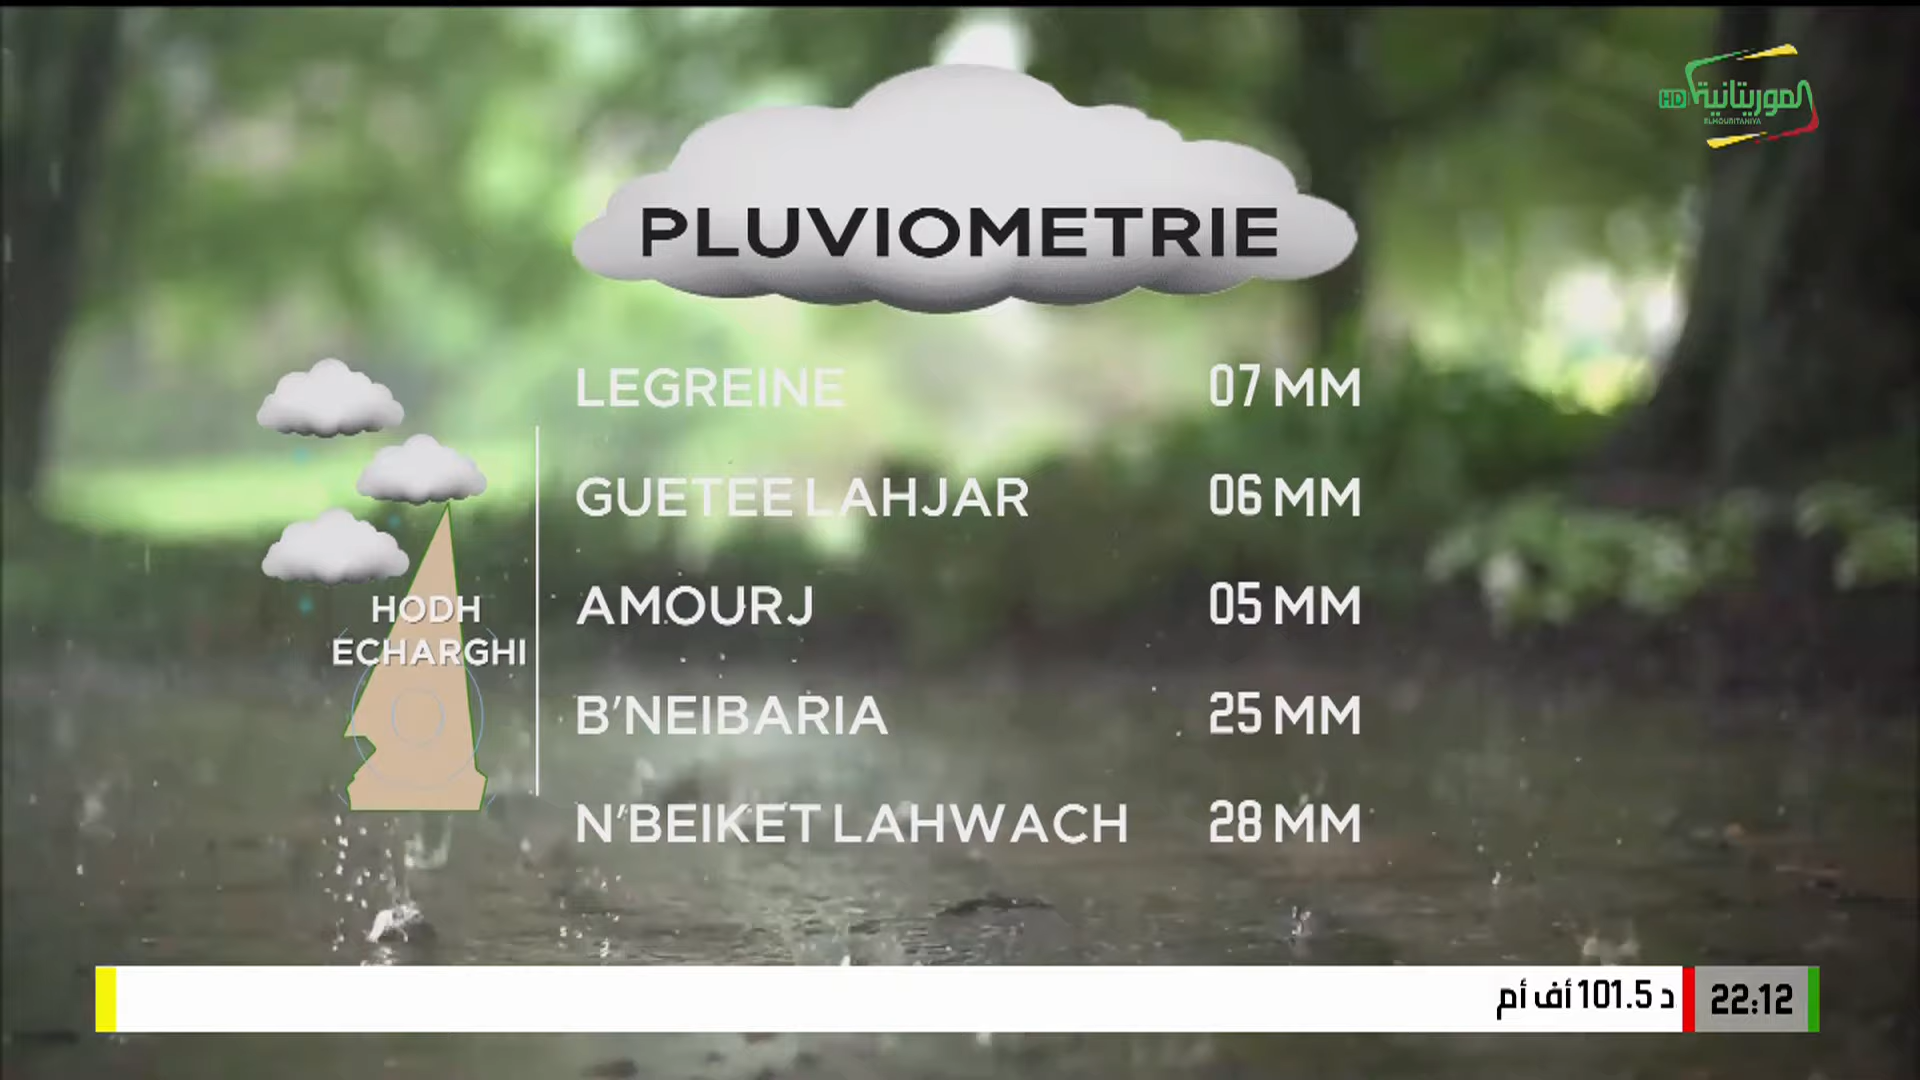 الموريتانية
HD
ELMOURITANIYA
PLUVIOMETRIE
HODH
ECHARGHI
LEGREINE 07 MM
GUETEE LAHJAR 06 MM
AMOURJ 05 MM
B'NEIBARIA 25 MM
N'BEIKET LAHWACH 28 MM
د 101.5 أف أم
22:12